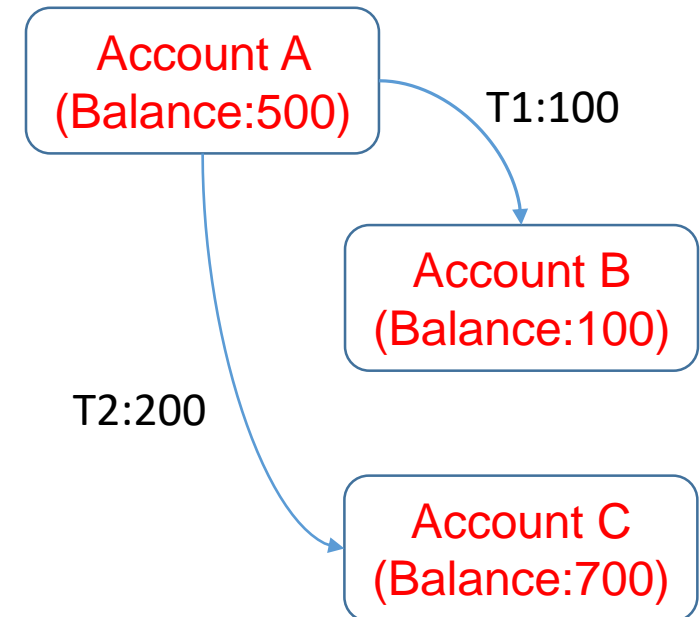 Account A
(Balance:500)
T1:100
Account B
(Balance:100)
T2:200
Account C
(Balance:700)